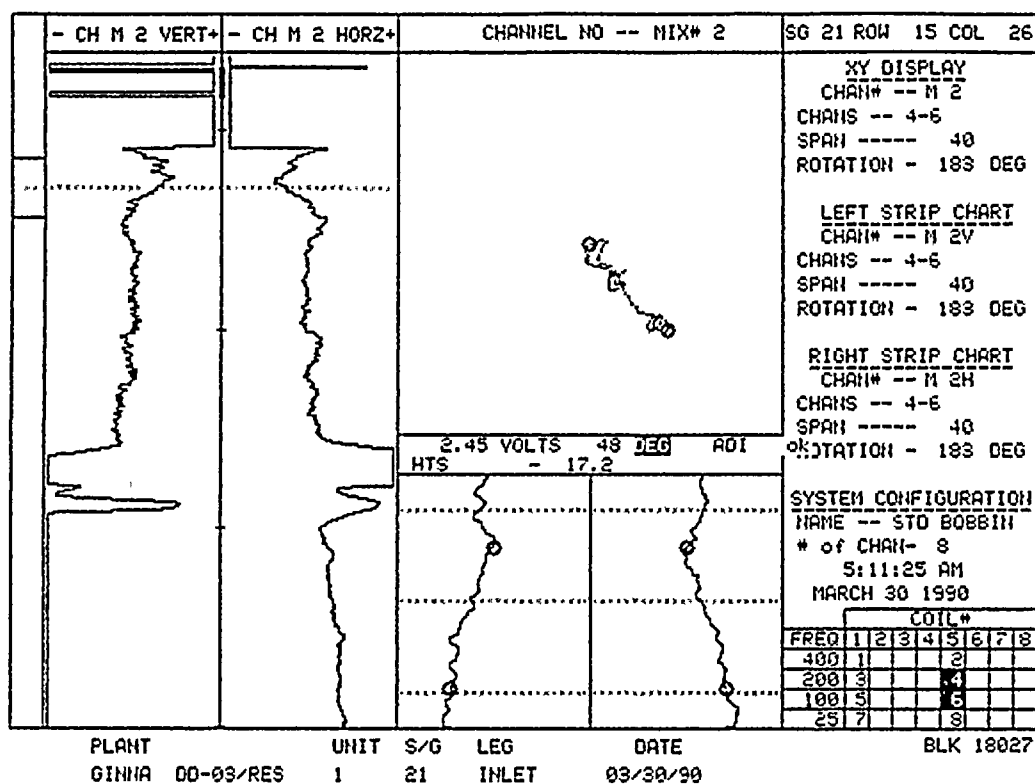 - CH M 2 VERT+
- CH M 2 HORZ+
CHANNEL NO -- MIX# 2
SG 21 ROW 15 COL 26
XY DISPLAY
CHAN# -- M 2
CHANS -- 4-6
SPAN ----- 40
ROTATION - 183 DEG
LEFT STRIP CHART
CHAN# -- M 2V
CHANS -- 4-6
SPAN ----- 40
ROTATION - 183 DEG
RIGHT STRIP CHART
CHAN# -- M 2H
CHANS -- 4-6
SPAN ----- 40
ROTATION - 183 DEG
2.45 VOLTS 48 DEG ADI ok
HTS - 17.2
SYSTEM CONFIGURATION
NAME -- STD BOBBIN
# of CHAN- 8
5:11:25 AM
MARCH 30 1990
COIL#
FREQ 1 2 3 4 5 6 7 8
400 1 2
200 3 4
100 5 6
25 7 8
PLANT UNIT S/G LEG DATE BLK 18027
GINNA DD-03/RES 1 21 INLET 03/30/90